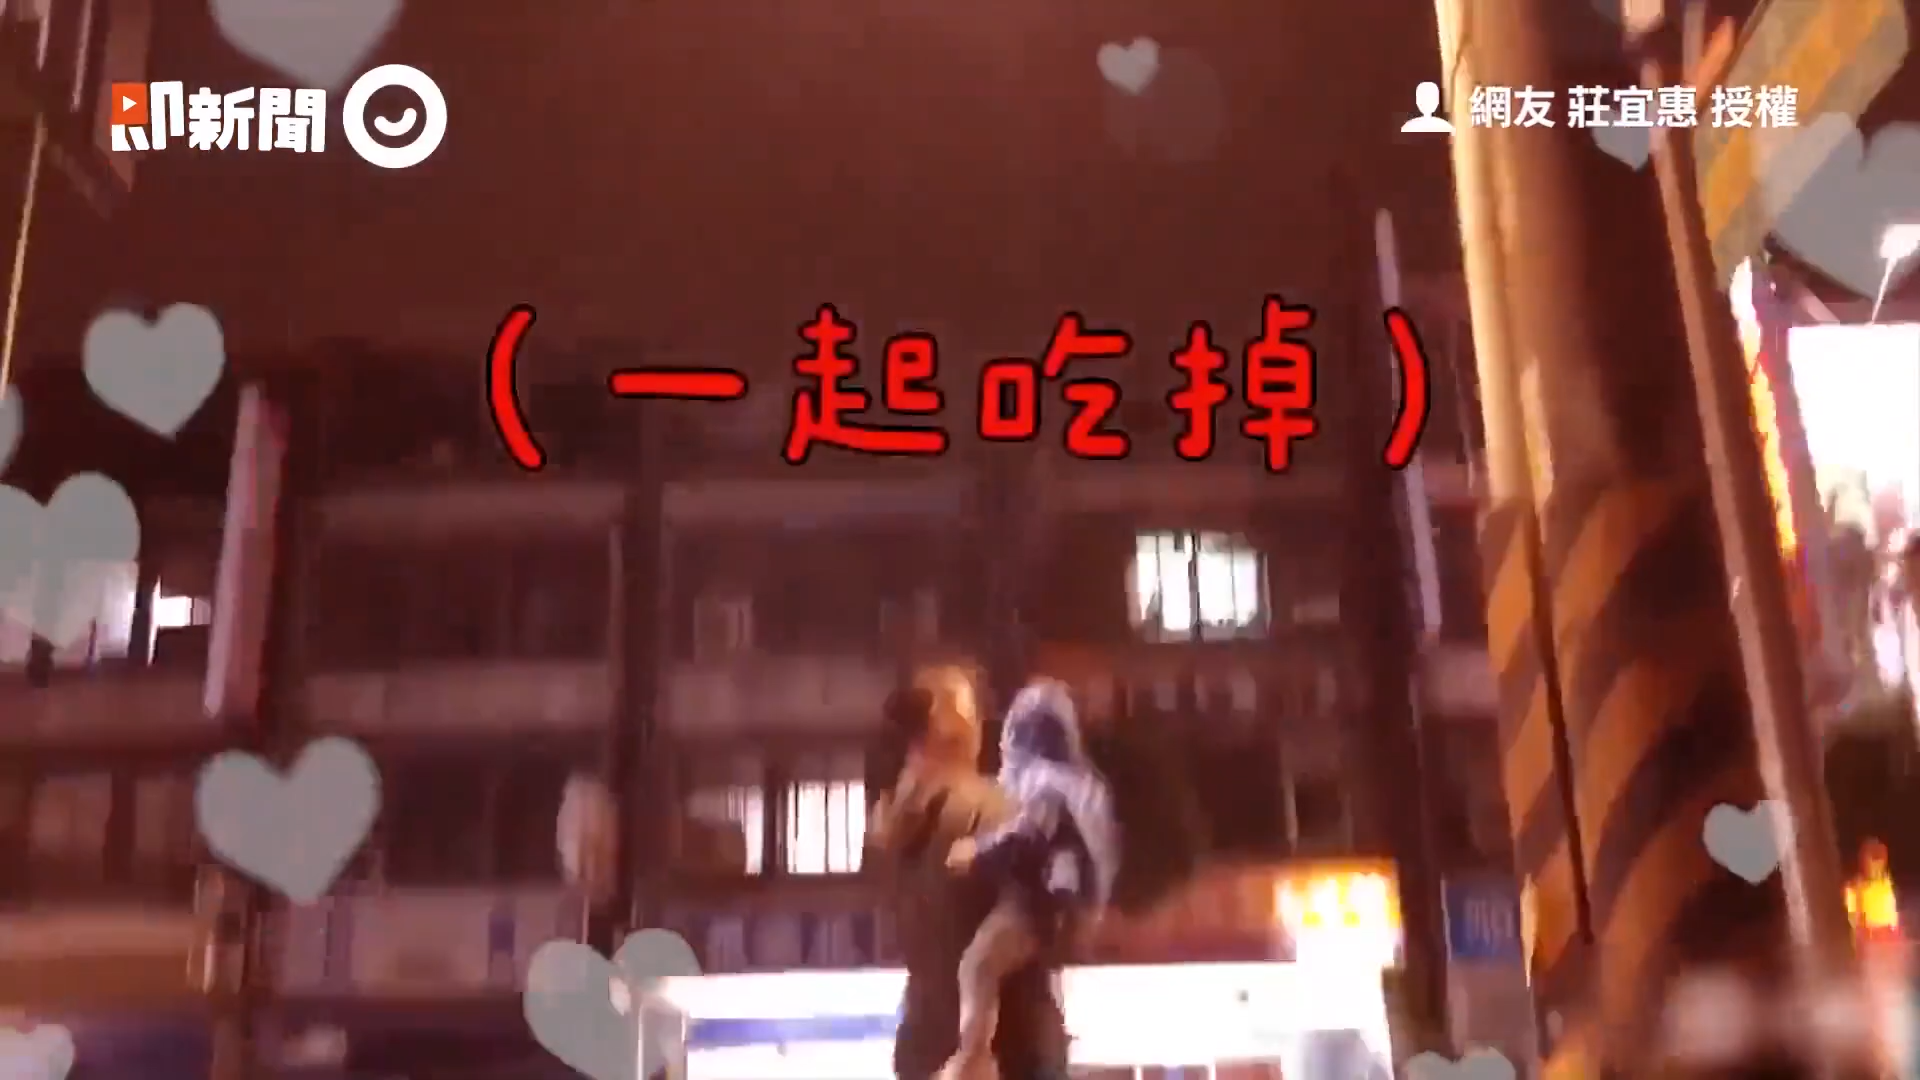 即新聞
網友 莊宜惠 授權
(一起吃掉)